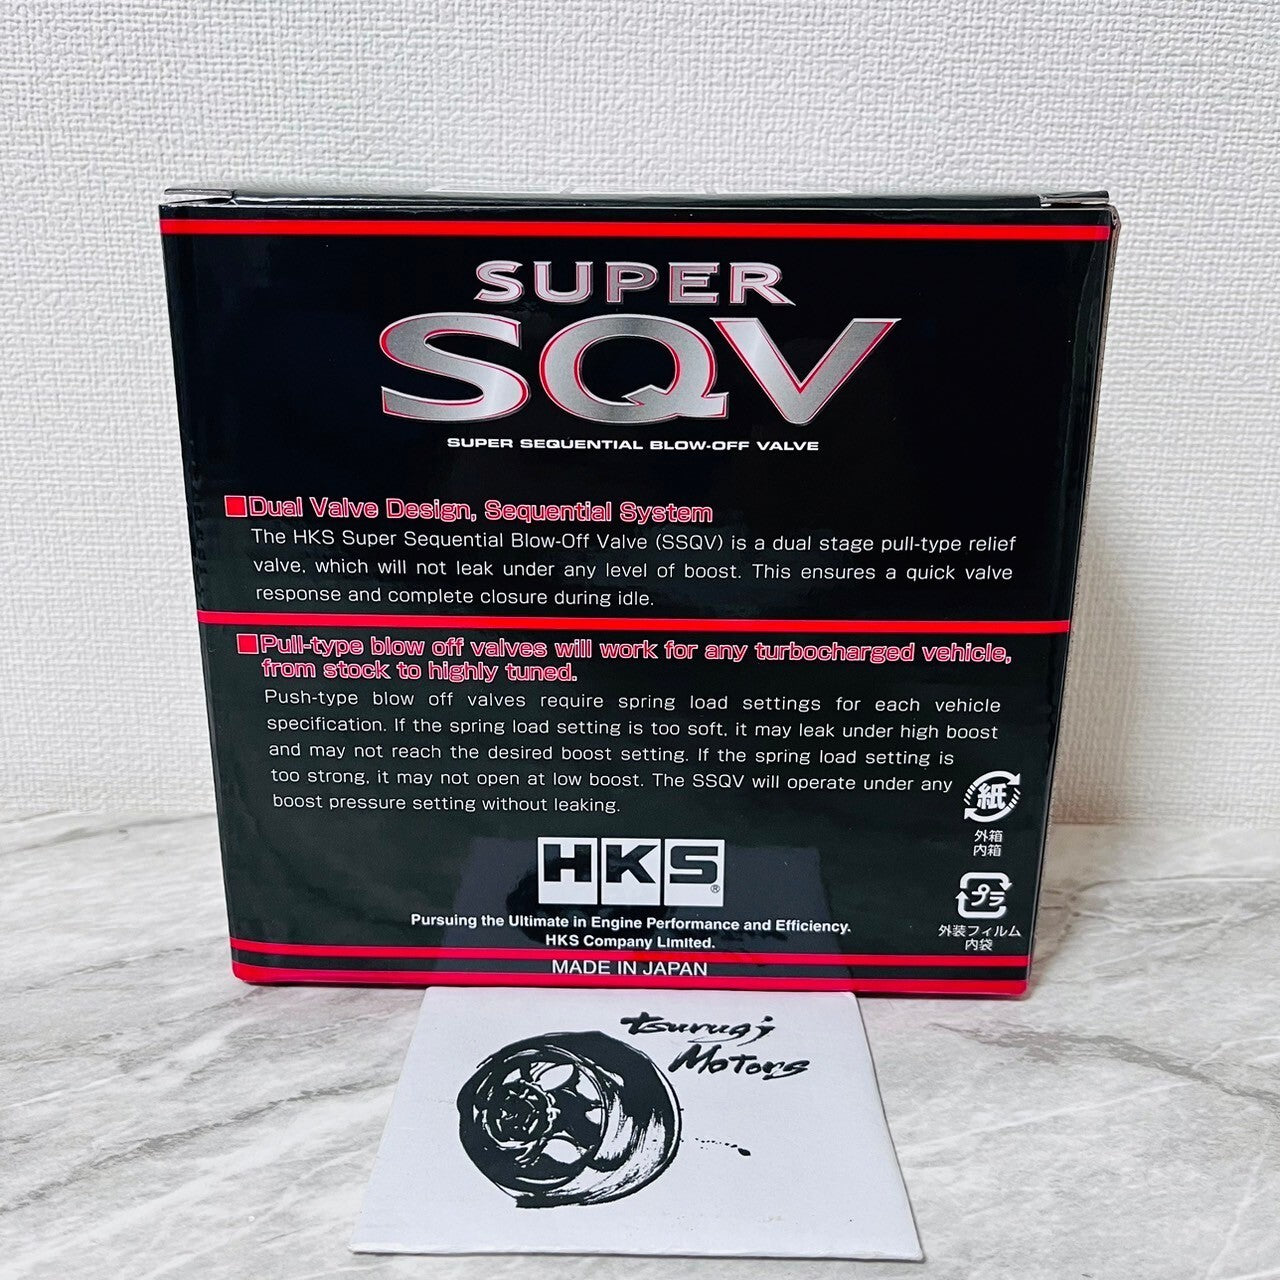 SUPER
SQV
SUPER SEQUENTIAL BLOW-OFF VALVE
Dual Valve Design, Sequential System
The HKS Super Sequential Blow-Off Valve (SSQV) is a dual stage pull-type relief
valve, which will not leak under any level of boost. This ensures a quick valve
response and complete closure during idle.
Pull-type blow off valves will work for any turbocharged vehicle,
from stock to highly tuned.
Push-type blow off valves require spring load settings for each vehicle
specification. If the spring load setting is too soft, it may leak under high boost
and may not reach the desired boost setting. If the spring load setting is
too strong, it may not open at low boost. The SSQV will operate under any
boost pressure setting without leaking.
紙
外箱
内箱
プラ
外装フィルム
内袋
HKS®
Pursuing the Ultimate in Engine Performance and Efficiency.
HKS Company Limited.
MADE IN JAPAN
Tsurugi
Motors